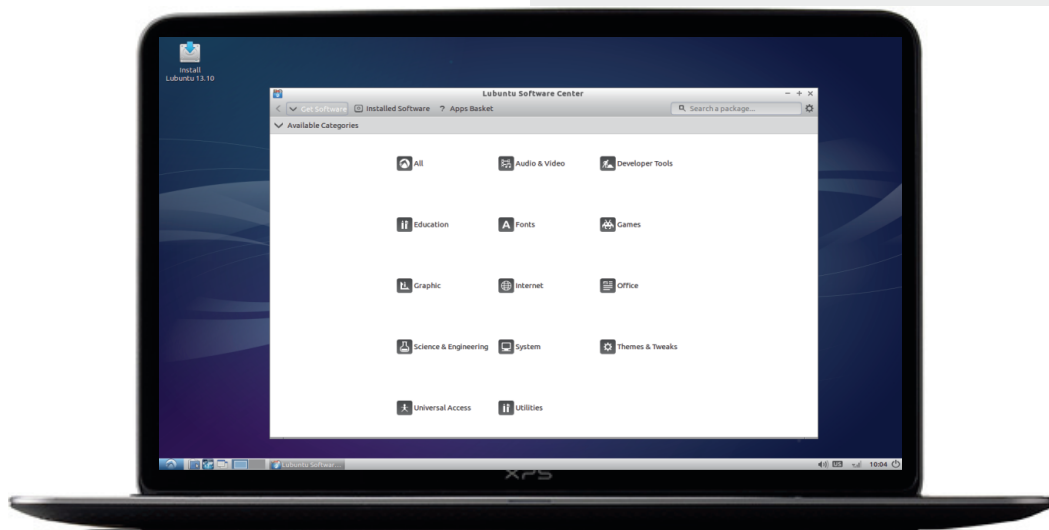 Install
Lubuntu 13.10
Lubuntu Software Center
Get Software Installed Software ? Apps Basket Search a package...
Available Categories
All Audio & Video Developer Tools
Education Fonts Games
Graphic Internet Office
Science & Engineering System Themes & Tweaks
Universal Access Utilities
Lubuntu Softwar... 10:04
XPS